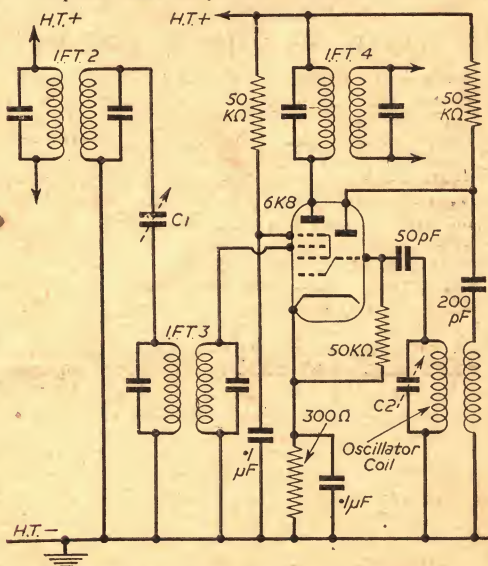 H.T.+
H.T.+
I.F.T. 2
I.F.T. 4
50
KΩ
50
KΩ
6K8
C1
50pF
200
pF
I.F.T. 3
50KΩ
C2
300Ω
Oscillator
Coil
·1
μF
·1μF
H.T.-